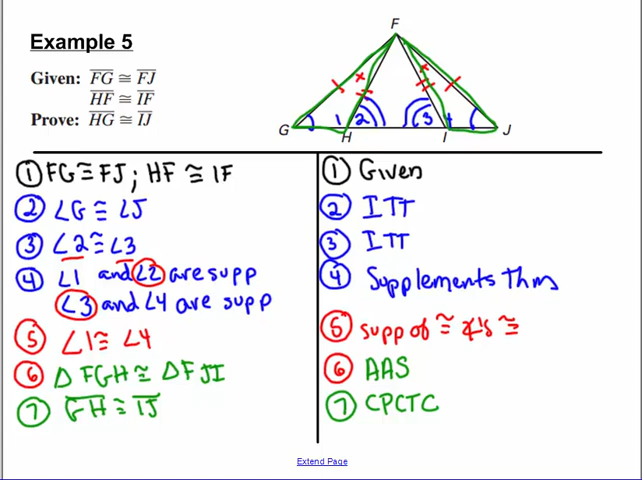 Example 5
Given: FG ≅ FJ
HF ≅ IF
Prove: HG ≅ IJ
F
G
H
I
J
1
2
3
4
① FG ≅ FJ ; HF ≅ IF
① Given
② ∠G ≅ ∠J
② ITT
③ ∠2 ≅ ∠3
③ ITT
④ ∠1 and ∠2 are supp
∠3 and ∠4 are supp
④ Supplements Thm
⑤ ∠1 ≅ ∠4
⑤ supp of ≅ ∡'s ≅
⑥ △ FGH ≅ △ FJI
⑥ AAS
⑦ GH ≅ IJ
⑦ CPCTC
Extend Page